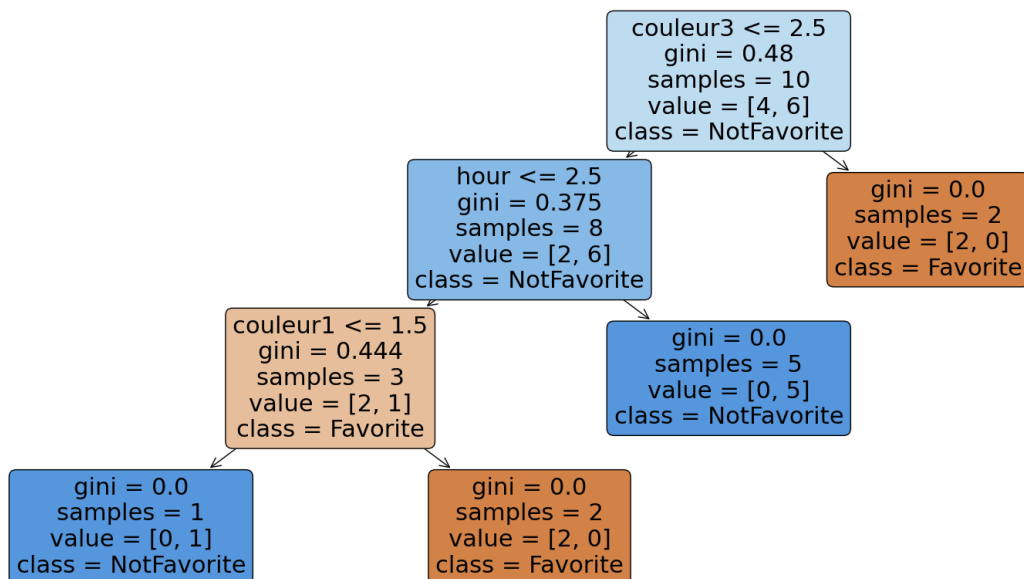 couleur3 <= 2.5
gini = 0.48
samples = 10
value = [4, 6]
class = NotFavorite
hour <= 2.5
gini = 0.375
samples = 8
value = [2, 6]
class = NotFavorite
gini = 0.0
samples = 2
value = [2, 0]
class = Favorite
couleur1 <= 1.5
gini = 0.444
samples = 3
value = [2, 1]
class = Favorite
gini = 0.0
samples = 5
value = [0, 5]
class = NotFavorite
gini = 0.0
samples = 1
value = [0, 1]
class = NotFavorite
gini = 0.0
samples = 2
value = [2, 0]
class = Favorite